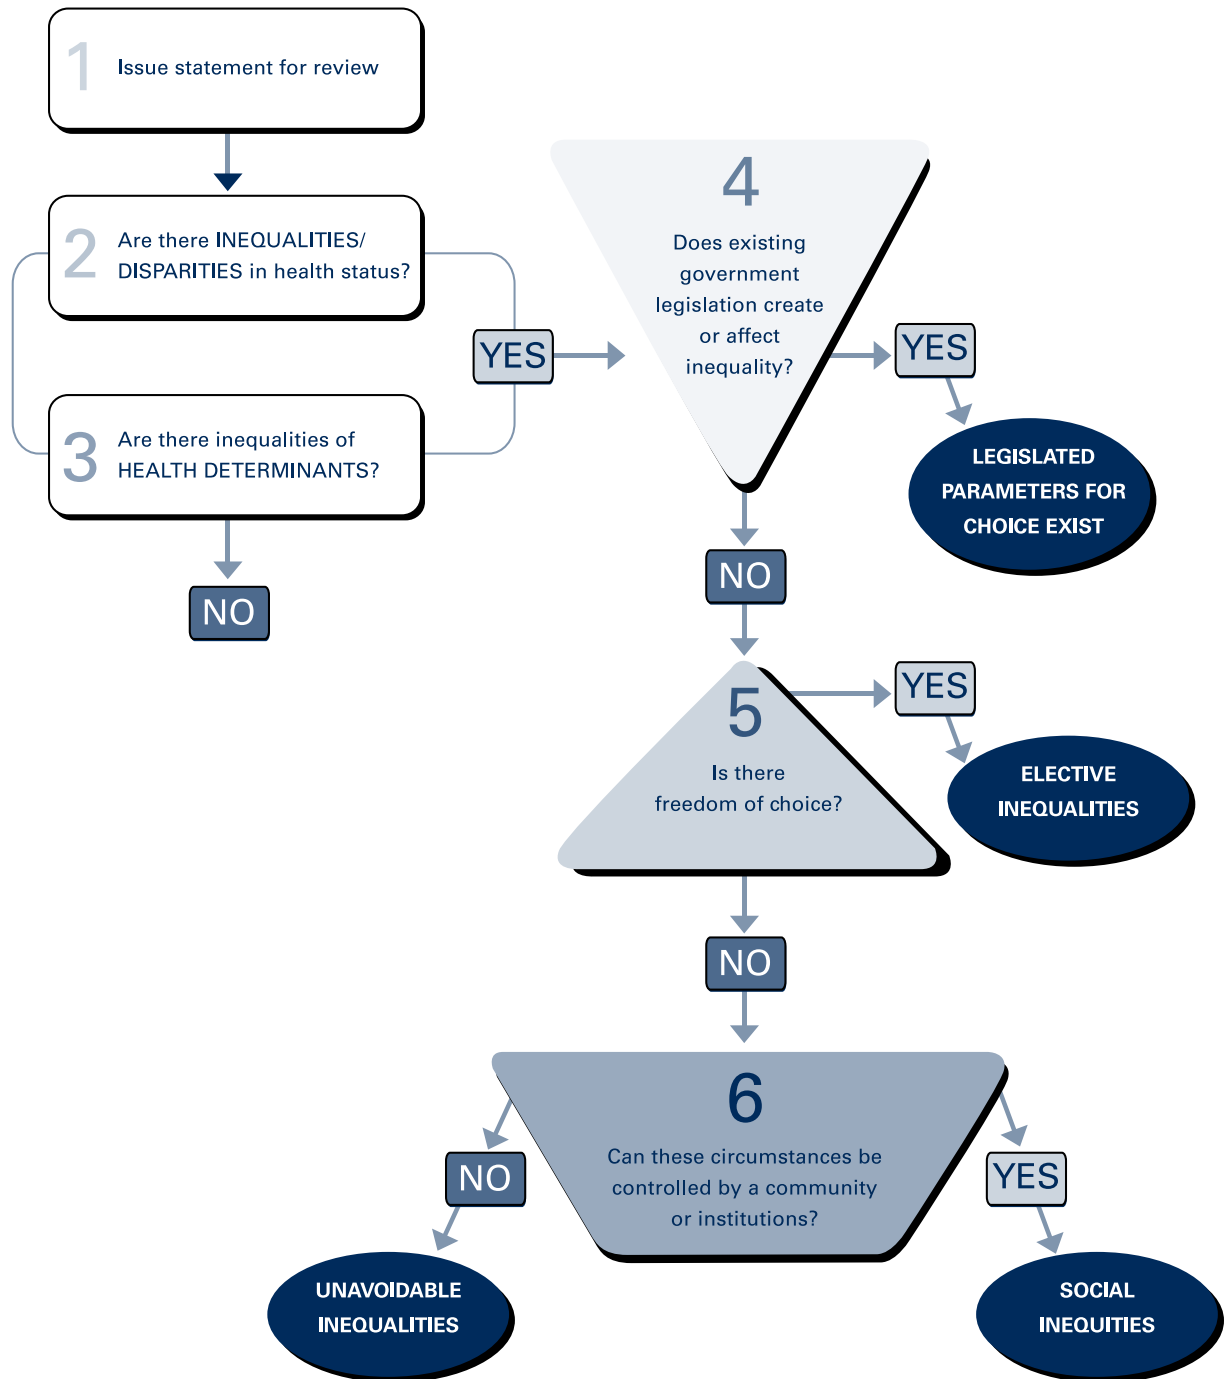 1
Issue statement for review
2
Are there INEQUALITIES/
DISPARITIES in health status?
3
Are there inequalities of
HEALTH DETERMINANTS?
NO
YES
4
Does existing
government
legislation create
or affect
inequality?
YES
LEGISLATED
PARAMETERS FOR
CHOICE EXIST
NO
5
Is there
freedom of choice?
YES
ELECTIVE
INEQUALITIES
NO
6
Can these circumstances be
controlled by a community
or institutions?
NO
UNAVOIDABLE
INEQUALITIES
YES
SOCIAL
INEQUITIES